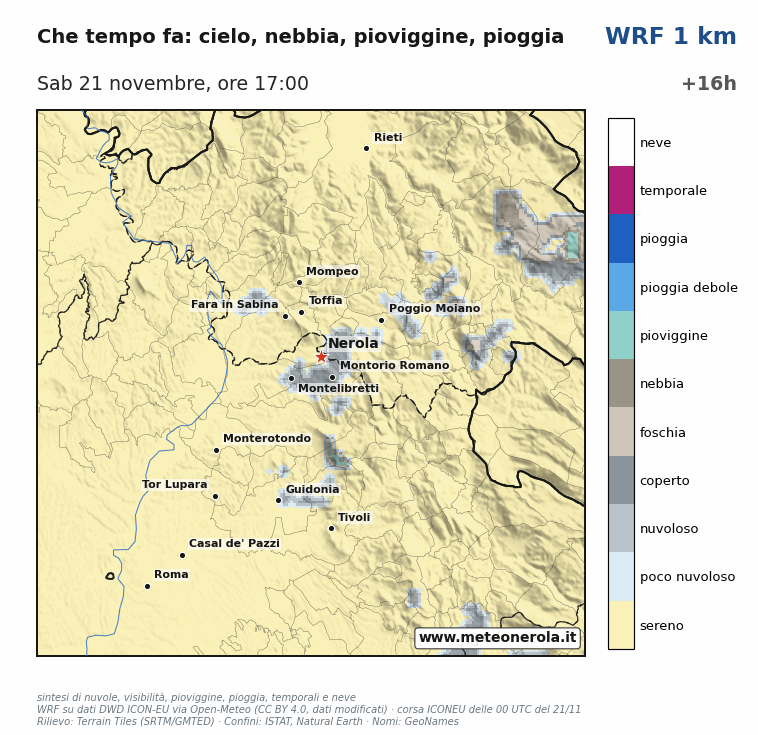 Che tempo fa: cielo, nebbia, pioviggine, pioggia
WRF 1 km
Sab 21 novembre, ore 17:00
+16h
Rieti
Mompeo
Fara in Sabina
Toffia
Poggio Moiano
Nerola
Montorio Romano
Montelibretti
Monterotondo
Tor Lupara
Guidonia
Tivoli
Casal de' Pazzi
Roma
www.meteonerola.it
neve
temporale
pioggia
pioggia debole
pioviggine
nebbia
foschia
coperto
nuvoloso
poco nuvoloso
sereno
sintesi di nuvole, visibilità, pioviggine, pioggia, temporali e neve
WRF su dati DWD ICON-EU via Open-Meteo (CC BY 4.0, dati modificati) · corsa ICONEU delle 00 UTC del 21/11
Rilievo: Terrain Tiles (SRTM/GMTED) · Confini: ISTAT, Natural Earth · Nomi: GeoNames